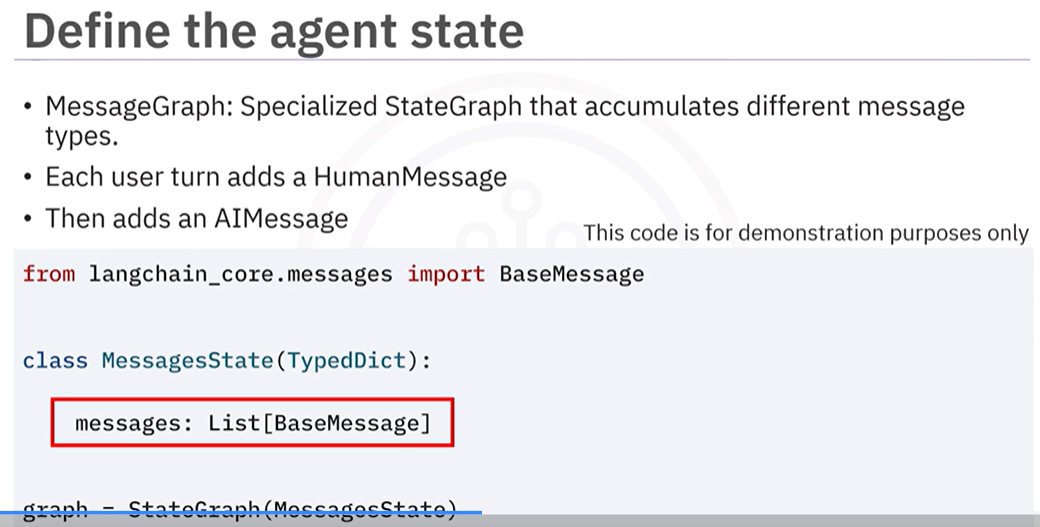 Define the agent state
• MessageGraph: Specialized StateGraph that accumulates different message
types.
• Each user turn adds a HumanMessage
• Then adds an AIMessage
This code is for demonstration purposes only
from langchain_core.messages import BaseMessage
class MessagesState(TypedDict):
messages: List[BaseMessage]
graph = StateGraph(MessagesState)